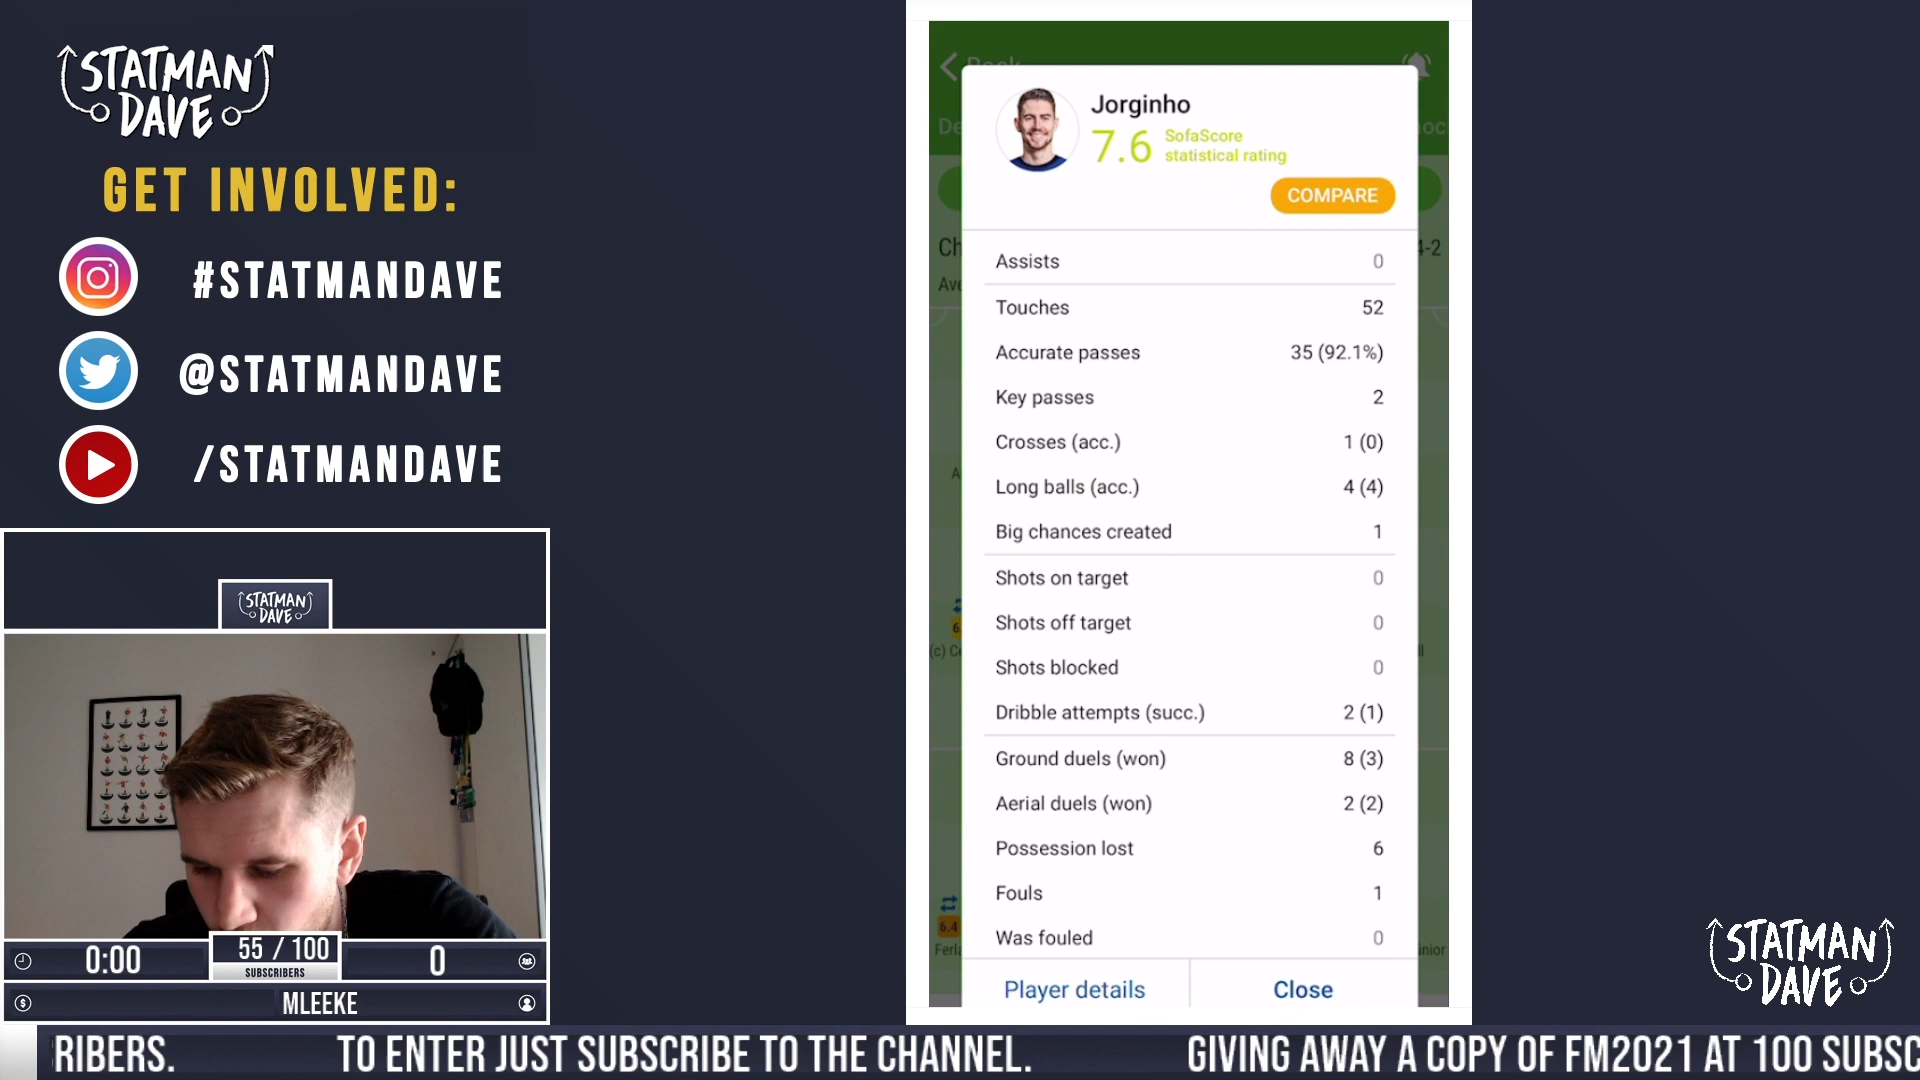 STATMAN
DAVE
GET INVOLVED:
#STATMANDAVE
@STATMANDAVE
/STATMANDAVE
STATMAN
DAVE
0:00
55 / 100
SUBSCRIBERS
0
MLEEKE
Back
Jorginho
7.6
SofaScore
statistical rating
COMPARE
Assists 0
Touches 52
Accurate passes 35 (92.1%)
Key passes 2
Crosses (acc.) 1 (0)
Long balls (acc.) 4 (4)
Big chances created 1
Shots on target 0
Shots off target 0
Shots blocked 0
Dribble attempts (succ.) 2 (1)
Ground duels (won) 8 (3)
Aerial duels (won) 2 (2)
Possession lost 6
Fouls 1
Was fouled 0
Player details Close
6.4
STATMAN
DAVE
RIBERS. TO ENTER JUST SUBSCRIBE TO THE CHANNEL. GIVING AWAY A COPY OF FM2021 AT 100 SUBSC